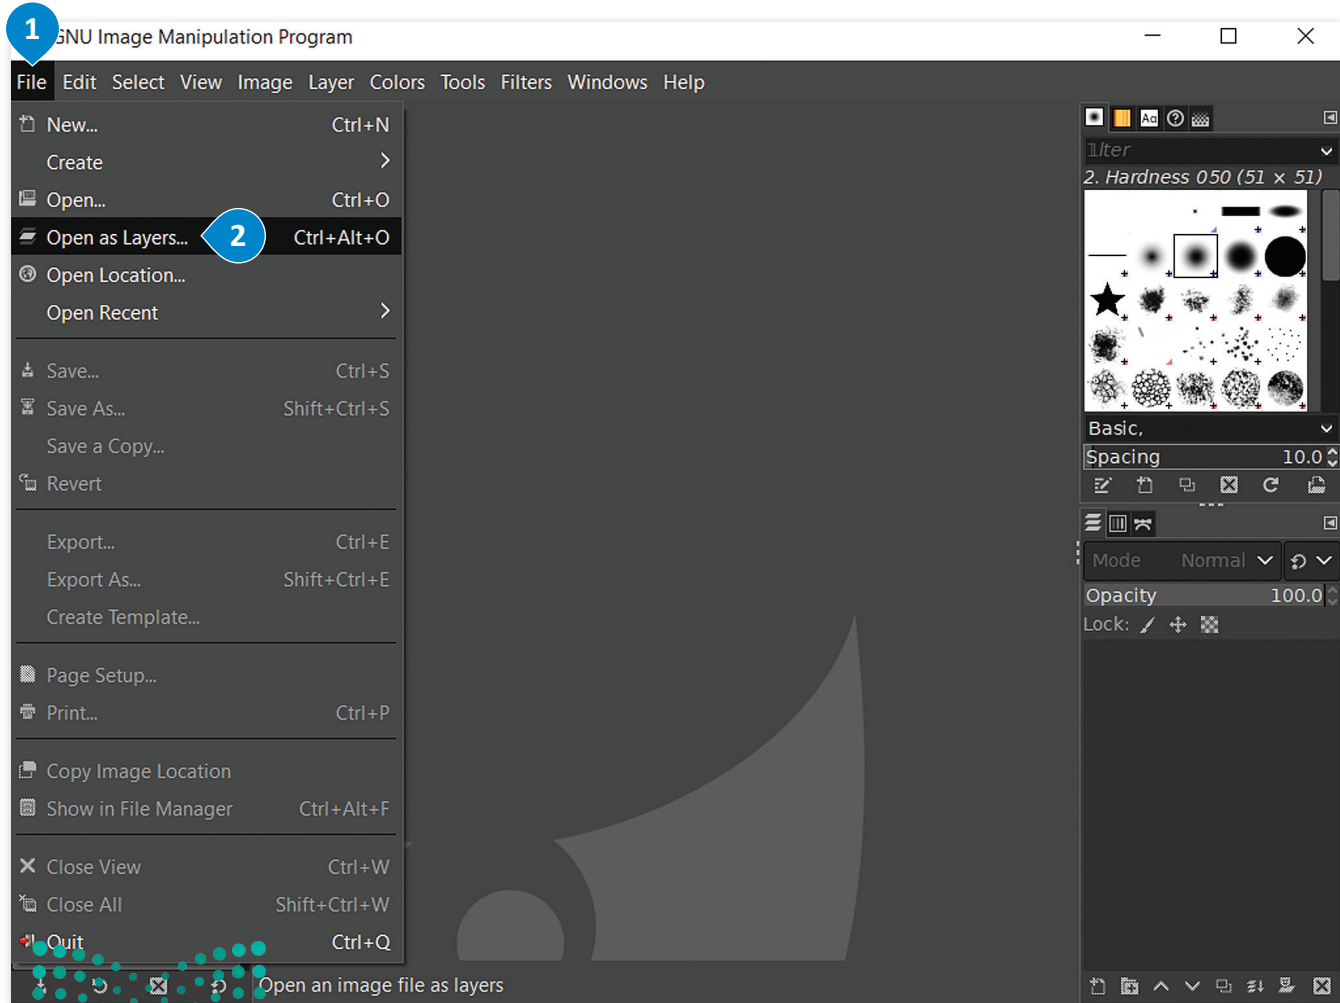 1
GNU Image Manipulation Program
File Edit Select View Image Layer Colors Tools Filters Windows Help
New... Ctrl+N
Create
Open... Ctrl+O
Open as Layers... 2 Ctrl+Alt+O
Open Location...
Open Recent
Save... Ctrl+S
Save As... Shift+Ctrl+S
Save a Copy...
Revert
Export... Ctrl+E
Export As... Shift+Ctrl+E
Create Template...
Page Setup...
Print... Ctrl+P
Copy Image Location
Show in File Manager Ctrl+Alt+F
Close View Ctrl+W
Close All Shift+Ctrl+W
Quit Ctrl+Q
Open an image file as layers
Aa
lter
2. Hardness 050 (51 × 51)
Basic,
Spacing 10.0
Mode Normal
Opacity 100.0
Lock: